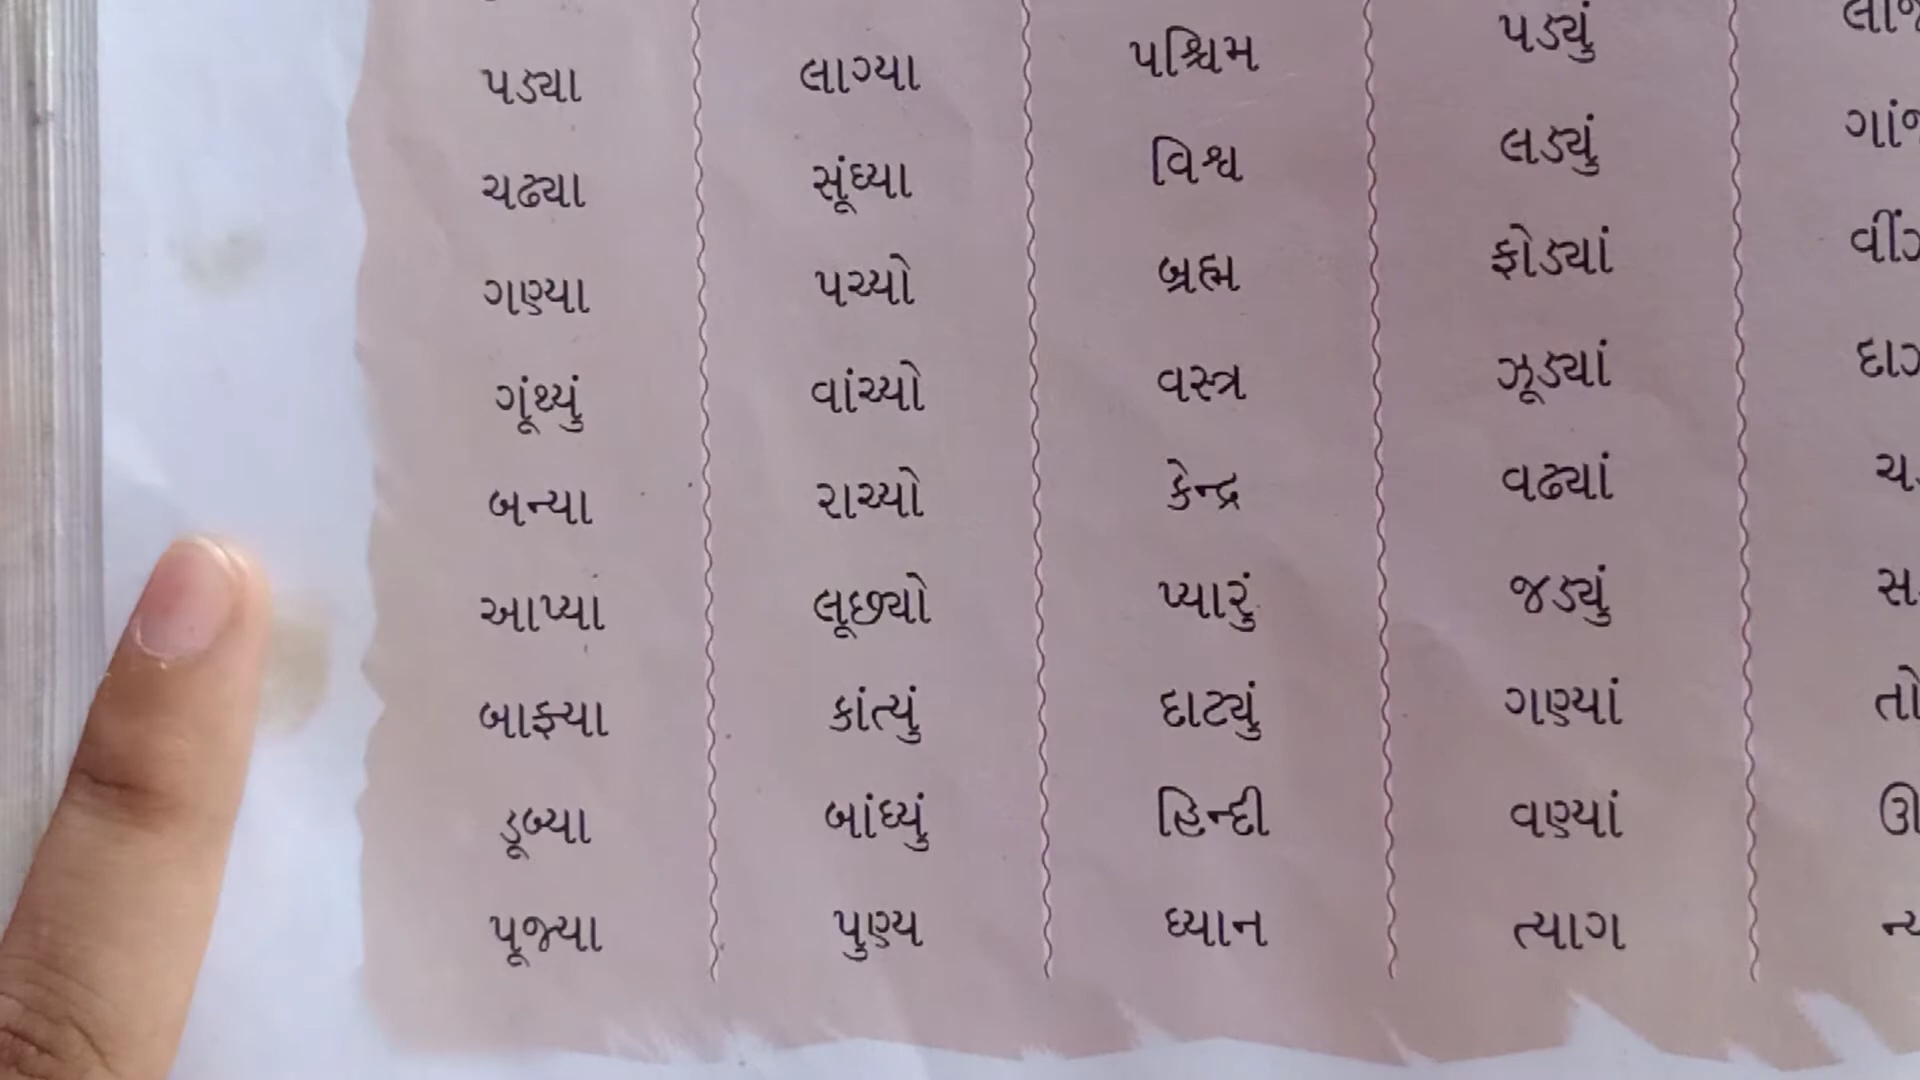 પડ્યા લાગ્યા પશ્ચિમ પડ્યું
ચઢ્યા સૂંઘ્યા વિશ્વ લડ્યું
ગણ્યા પચ્યો બ્રહ્મ ફોડ્યાં
ગૂંથ્યું વાંચ્યો વસ્ત્ર ઝૂડ્યાં
બન્યા રાચ્યો કેન્દ્ર વઢ્યાં
આપ્યા લૂછ્યો પ્યારું જડ્યું
બાફ્યા કાંત્યું દાટ્યું ગણ્યાં
ડૂબ્યા બાંધ્યું હિન્દી વણ્યાં
પૂજ્યા પુણ્ય ધ્યાન ત્યાગ